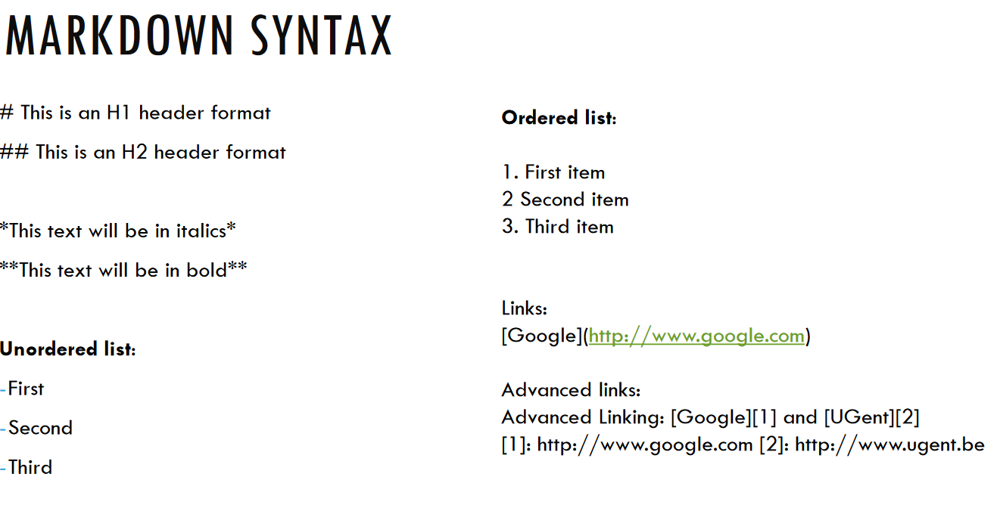 MARKDOWN SYNTAX
# This is an H1 header format
## This is an H2 header format
*This text will be in italics*
**This text will be in bold**
Unordered list:
-First
-Second
-Third
Ordered list:
1. First item
2 Second item
3. Third item
Links:
[Google](http://www.google.com)
Advanced links:
Advanced Linking: [Google][1] and [UGent][2]
[1]: http://www.google.com [2]: http://www.ugent.be